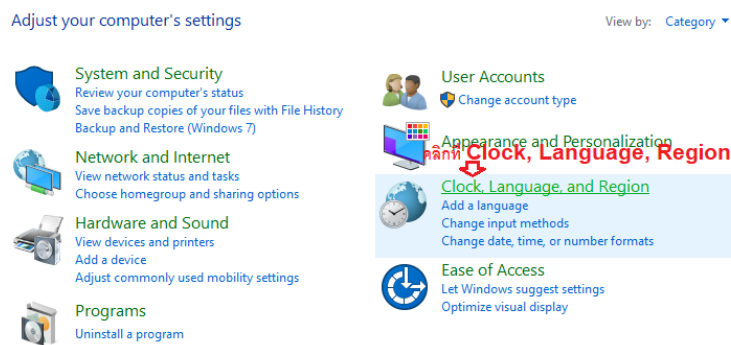 Adjust your computer's settings
View by: Category
System and Security
Review your computer's status
Save backup copies of your files with File History
Backup and Restore (Windows 7)
Network and Internet
View network status and tasks
Choose homegroup and sharing options
Hardware and Sound
View devices and printers
Add a device
Adjust commonly used mobility settings
Programs
Uninstall a program
User Accounts
Change account type
Appearance and Personalization
คลิกที่ Clock, Language, Region
Clock, Language, and Region
Add a language
Change input methods
Change date, time, or number formats
Ease of Access
Let Windows suggest settings
Optimize visual display